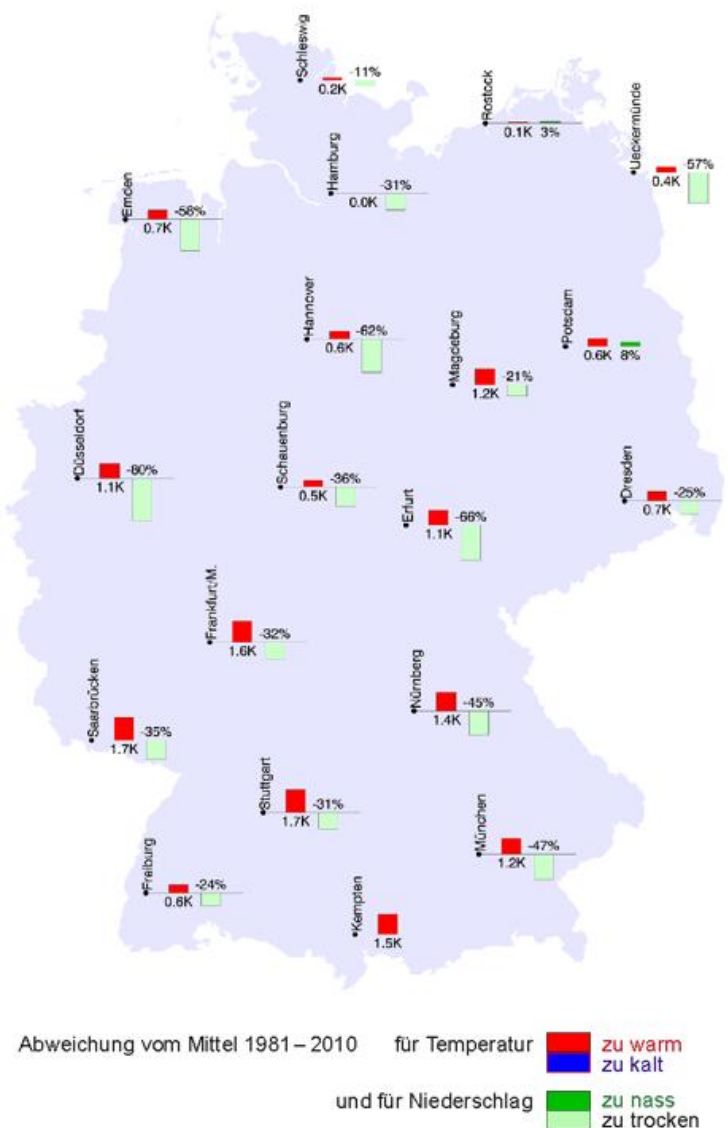 Schleswig
-11%
0.2K
Rostock
0.1K 3%
Ueckermünde
-57%
0.4K
Hamburg
-31%
0.0K
Emden
-58%
0.7K
Hannover
-62%
0.6K
Potsdam
0.6K 8%
Magdeburg
-21%
1.2K
Düsseldorf
-80%
1.1K
Schauenburg
-36%
0.5K
Dresden
-25%
0.7K
Erfurt
-66%
1.1K
Frankfurt/M.
-32%
1.6K
Nürnberg
-45%
1.4K
Saarbrücken
-35%
1.7K
Stuttgart
-31%
1.7K
München
-47%
1.2K
Freiburg
-24%
0.6K
Kempten
1.5K
Abweichung vom Mittel 1981 – 2010 für Temperatur zu warm
zu kalt
und für Niederschlag zu nass
zu trocken